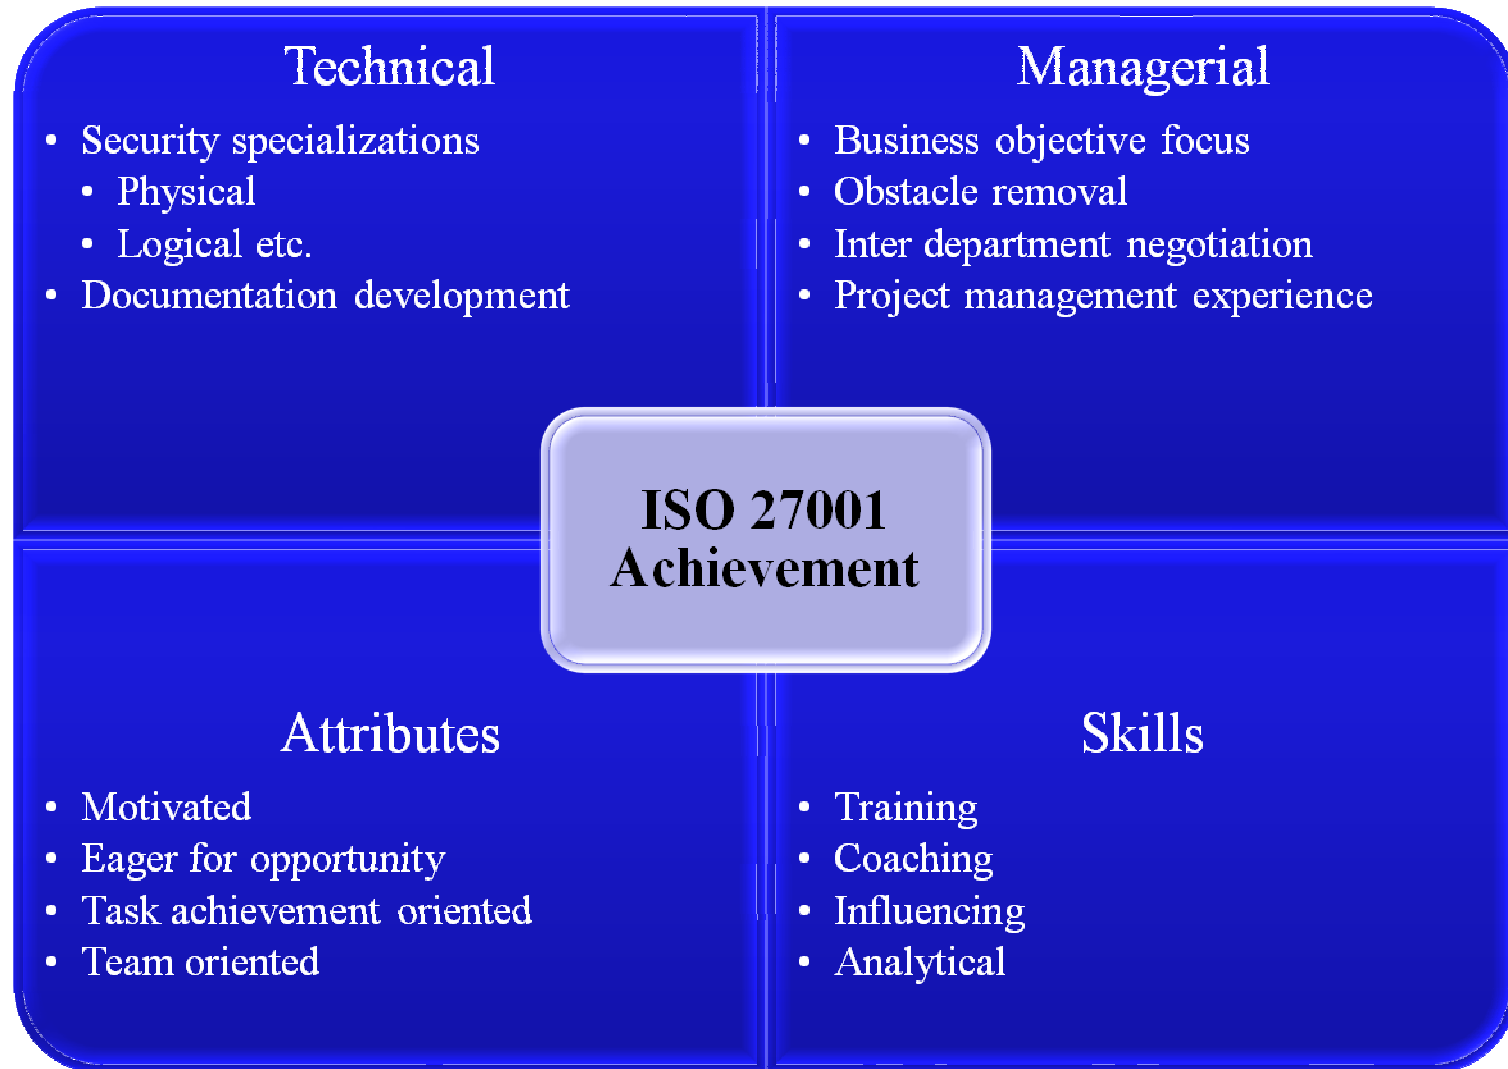 Technical
• Security specializations
• Physical
• Logical etc.
• Documentation development
Managerial
• Business objective focus
• Obstacle removal
• Inter department negotiation
• Project management experience
ISO 27001
Achievement
Attributes
• Motivated
• Eager for opportunity
• Task achievement oriented
• Team oriented
Skills
• Training
• Coaching
• Influencing
• Analytical